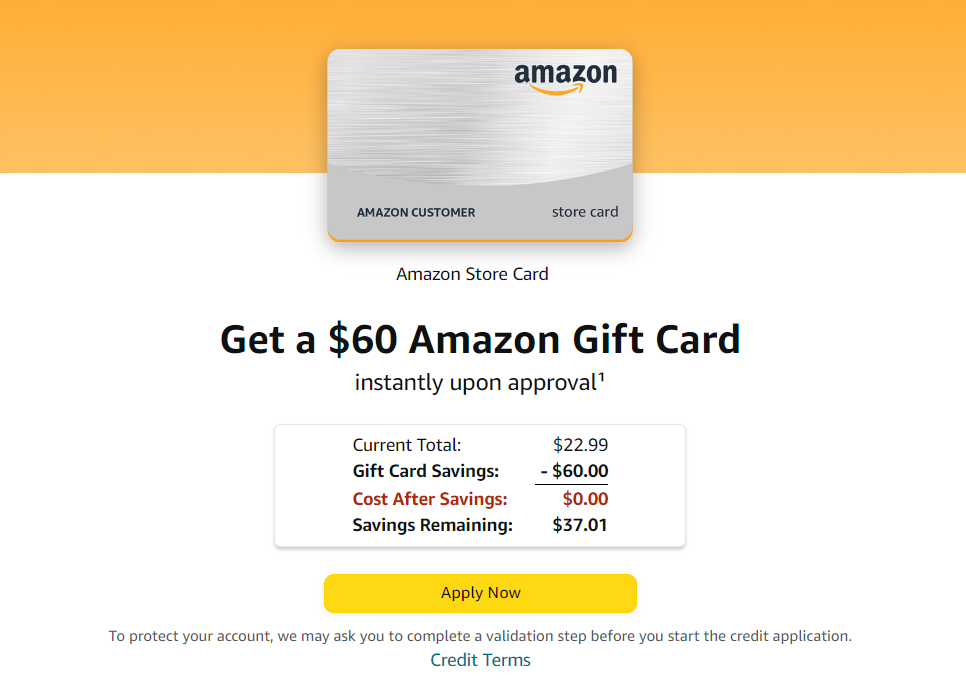 amazon
AMAZON CUSTOMER store card
Amazon Store Card
Get a $60 Amazon Gift Card
instantly upon approval¹
Current Total: $22.99
Gift Card Savings: - $60.00
Cost After Savings: $0.00
Savings Remaining: $37.01
Apply Now
To protect your account, we may ask you to complete a validation step before you start the credit application.
Credit Terms